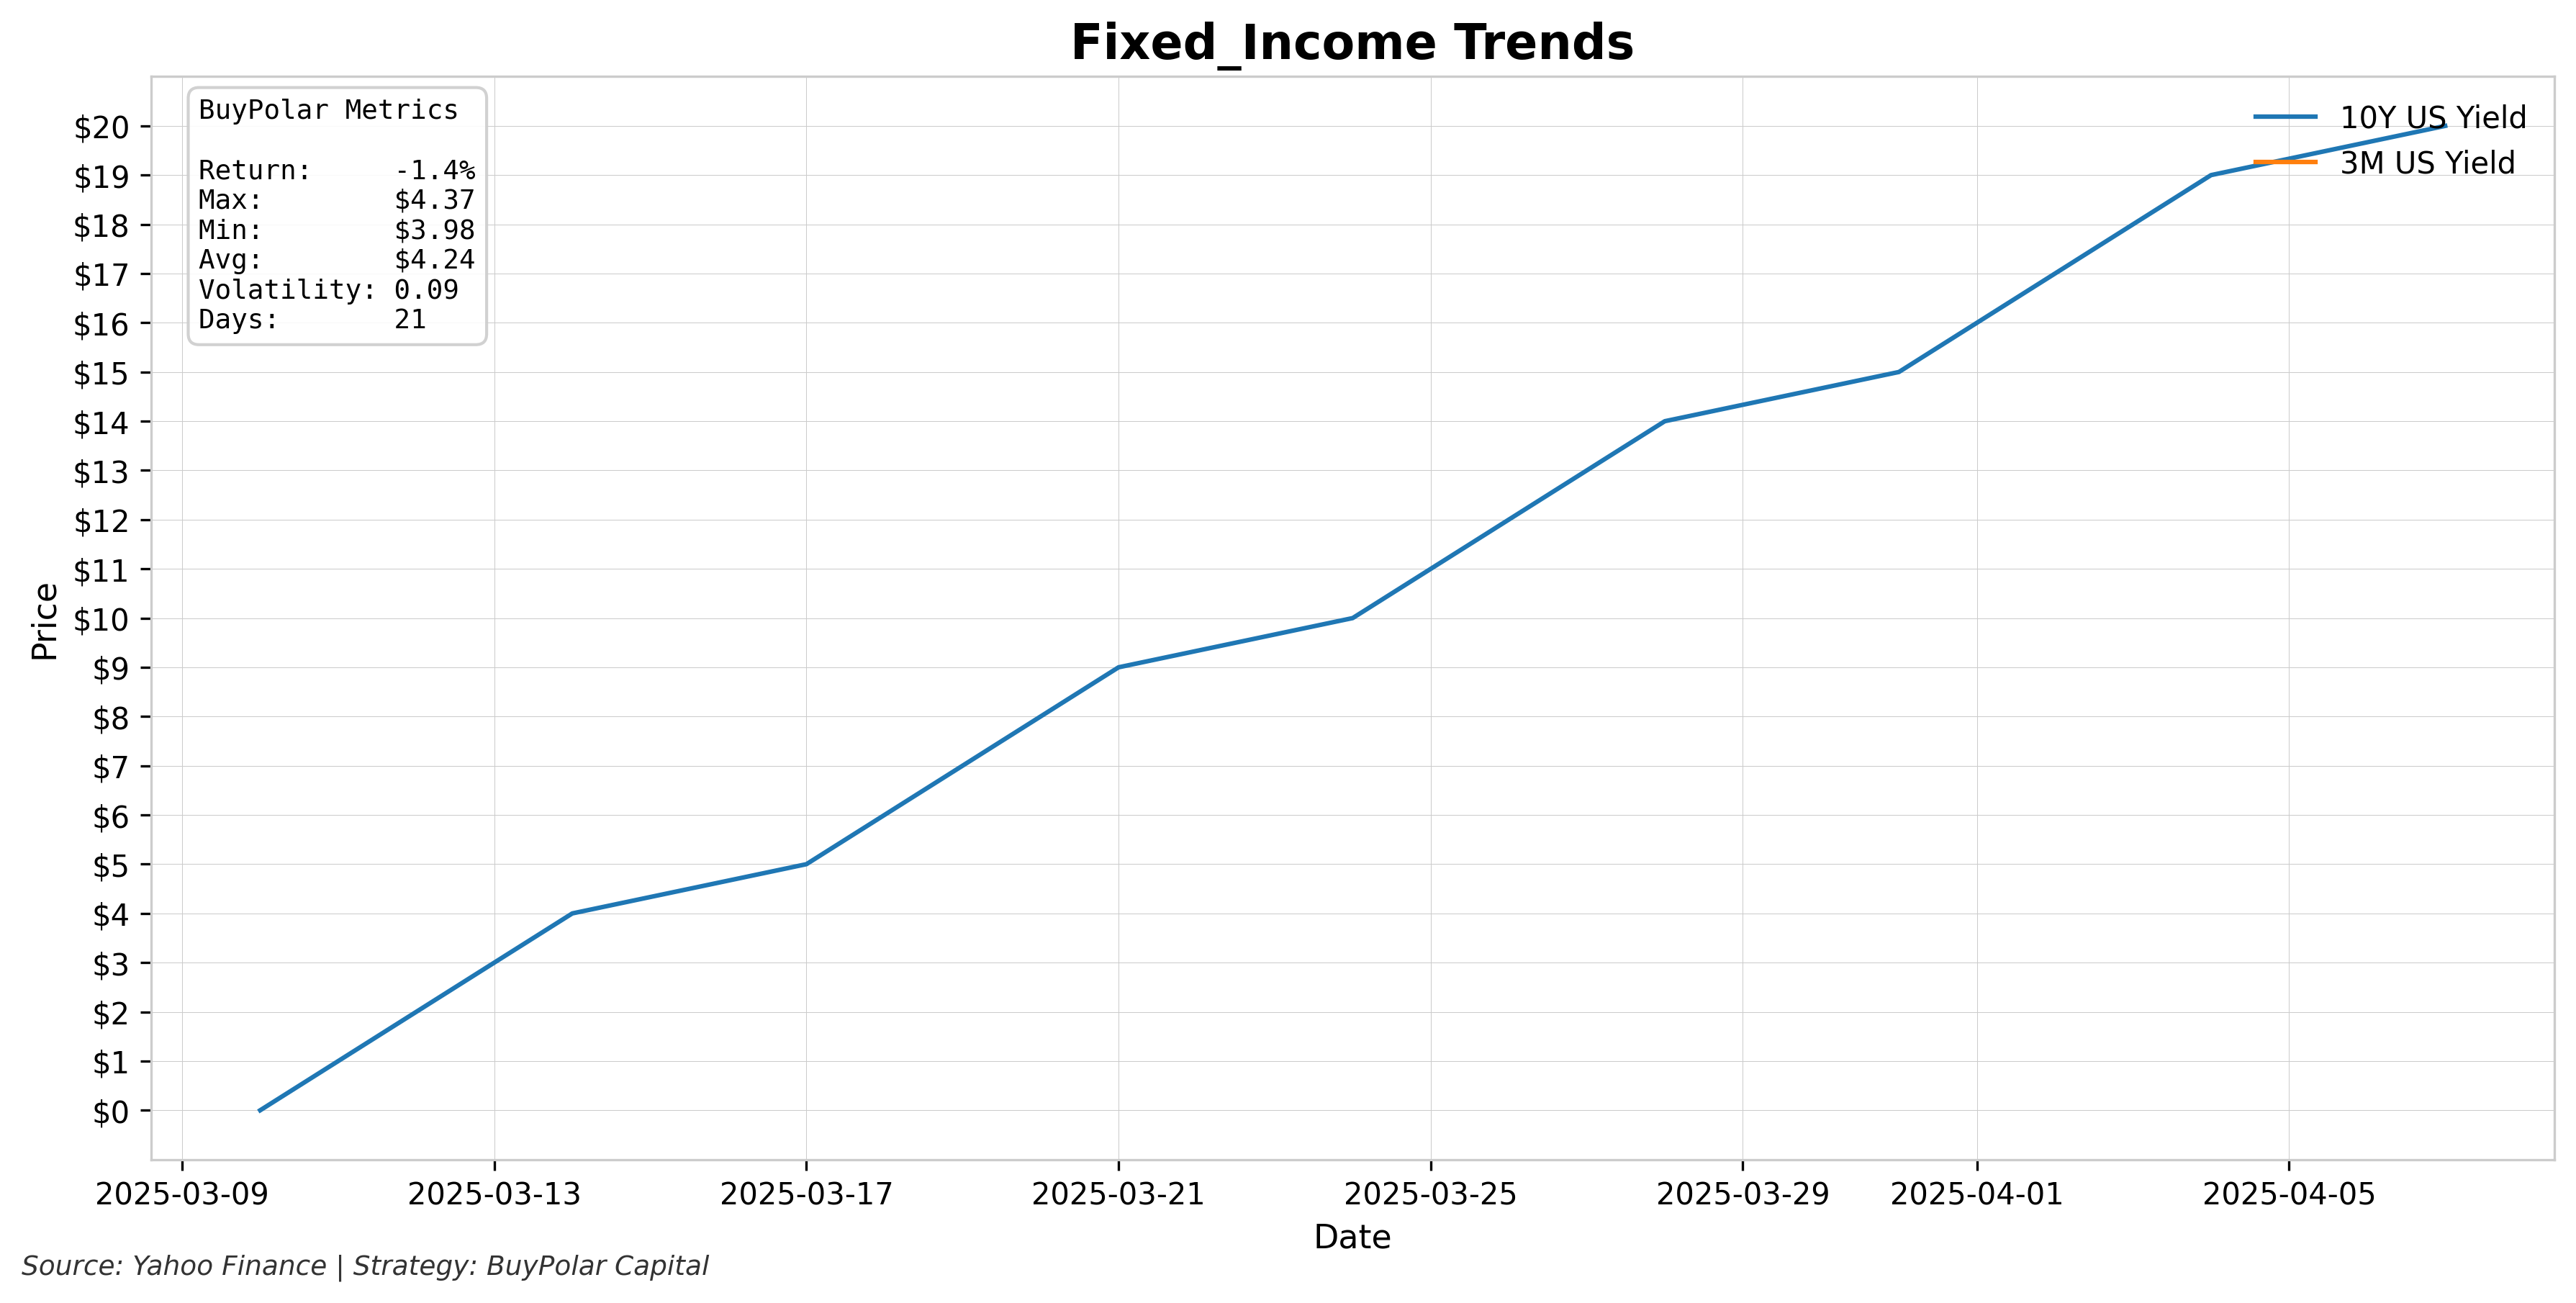 Fixed_Income Trends
BuyPolar Metrics
Return: -1.4%
Max: $4.37
Min: $3.98
Avg: $4.24
Volatility: 0.09
Days: 21
10Y US Yield
3M US Yield
$20
$19
$18
$17
$16
$15
$14
$13
$12
$11
$10
$9
$8
$7
$6
$5
$4
$3
$2
$1
$0
Price
2025-03-09 2025-03-13 2025-03-17 2025-03-21 2025-03-25 2025-03-29 2025-04-01 2025-04-05
Date
Source: Yahoo Finance | Strategy: BuyPolar Capital